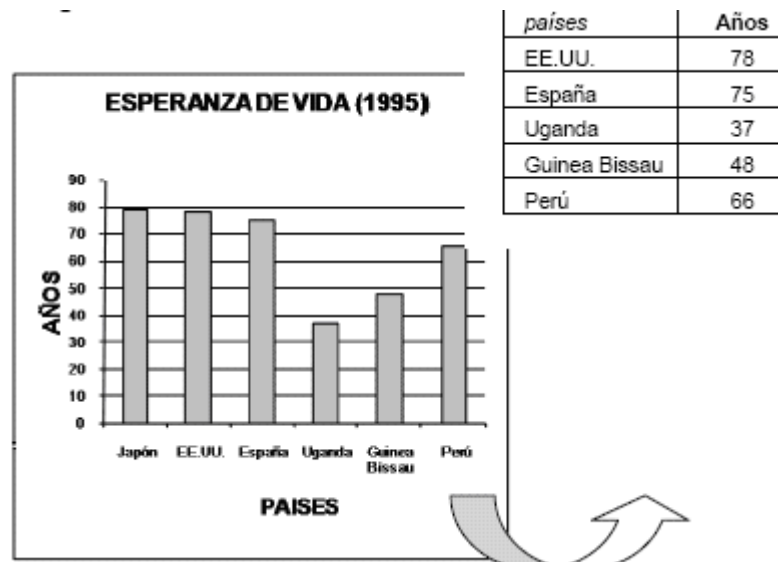 países Años
EE.UU. 78
España 75
Uganda 37
Guinea Bissau 48
Perú 66
ESPERANZA DE VIDA (1995)
90
80
70
60
50
40
30
20
10
0
AÑOS
Japón EE.UU. España Uganda Guinea Bissau Perú
PAISES